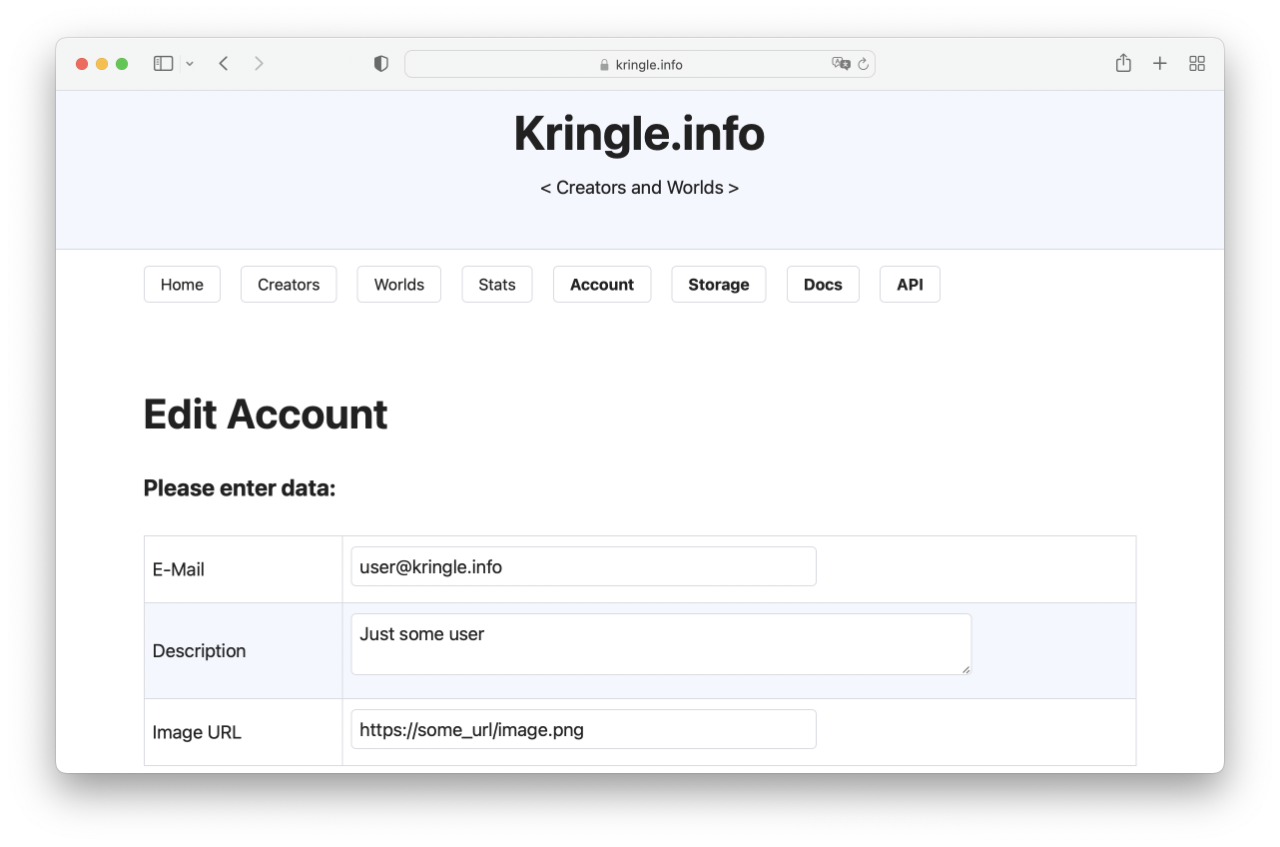 kringle.info
Kringle.info
< Creators and Worlds >
Home Creators Worlds Stats Account Storage Docs API
Edit Account
Please enter data:
E-Mail user@kringle.info
Description Just some user
Image URL https://some_url/image.png